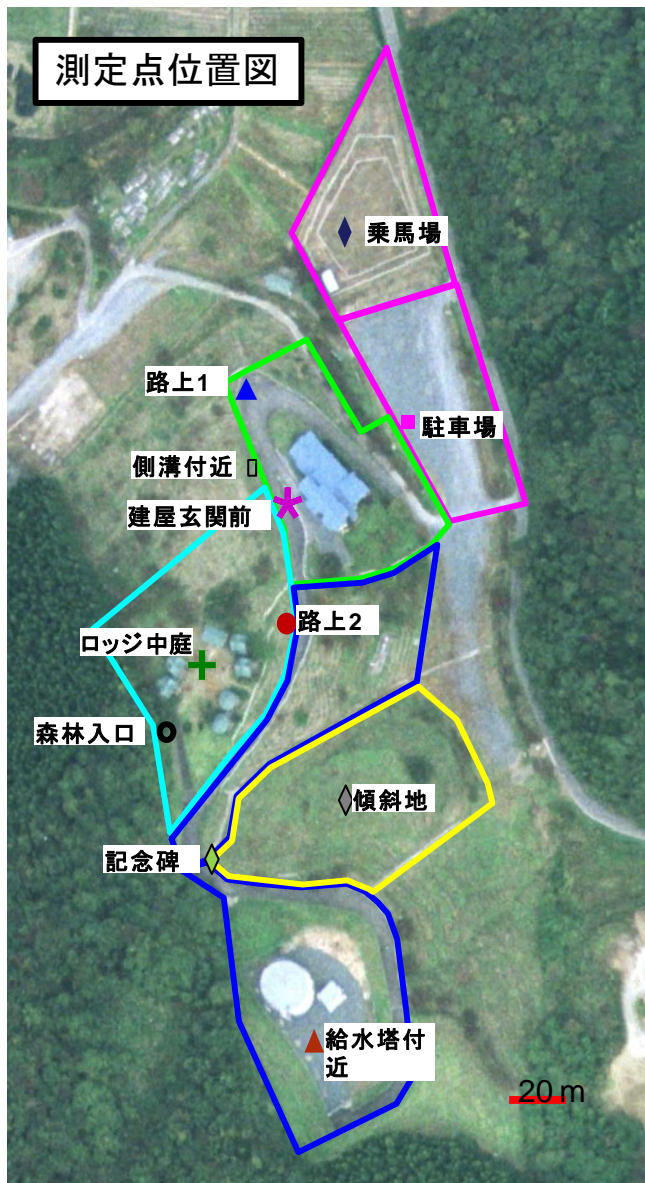 測定点位置図
乗馬場
路上1
駐車場
側溝付近
建屋玄関前
路上2
ロッジ中庭
森林入口
傾斜地
記念碑
給水塔付
近
20 m